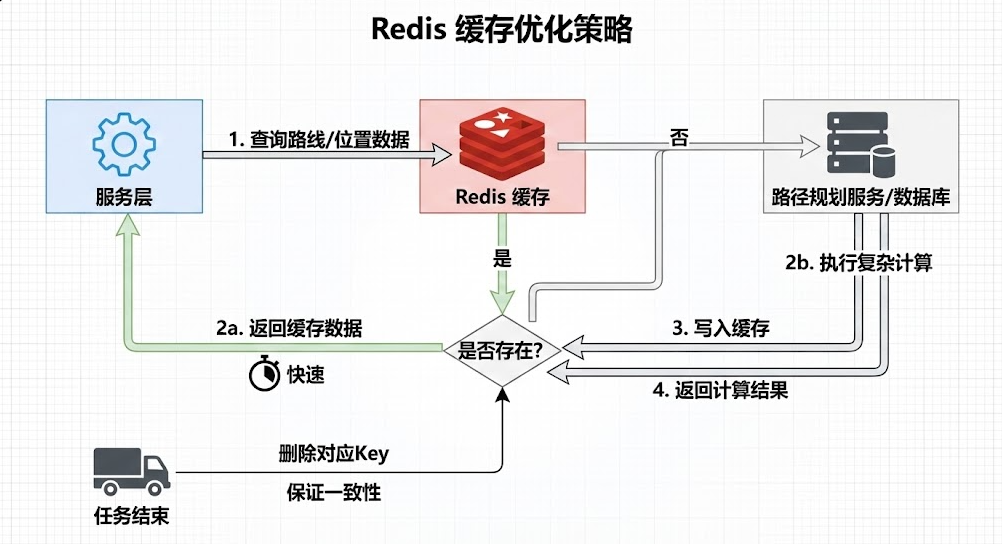 Redis 缓存优化策略
1. 查询路线/位置数据
否
服务层
Redis 缓存
路径规划服务/数据库
是
2b. 执行复杂计算
2a. 返回缓存数据
3. 写入缓存
是否存在？
快速
4. 返回计算结果
删除对应Key
保证一致性
任务结束